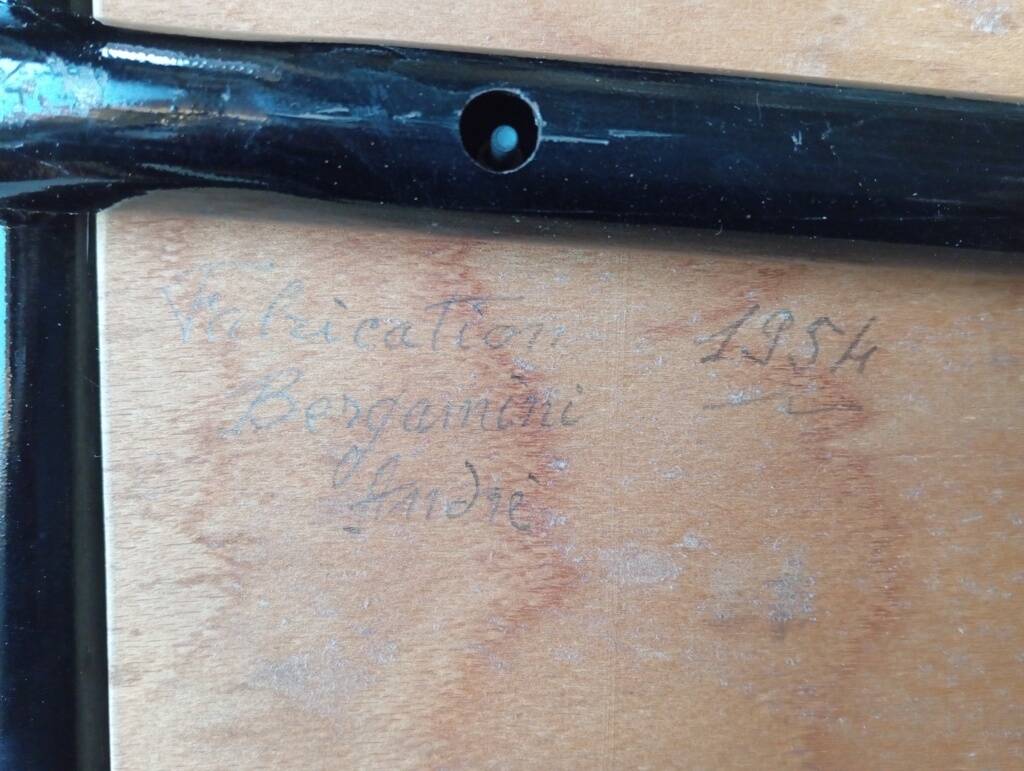 Fabrication 1954
Bergamini
André